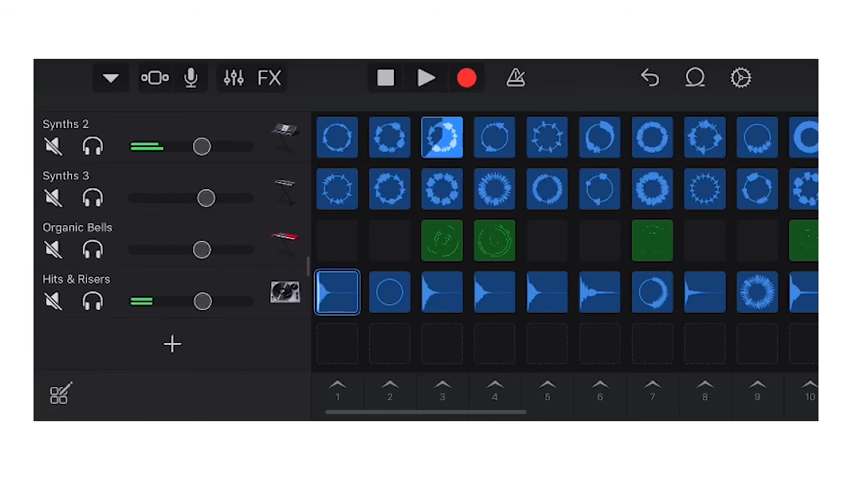 FX
Synths 2
Synths 3
Organic Bells
Hits & Risers
1 2 3 4 5 6 7 8 9 10